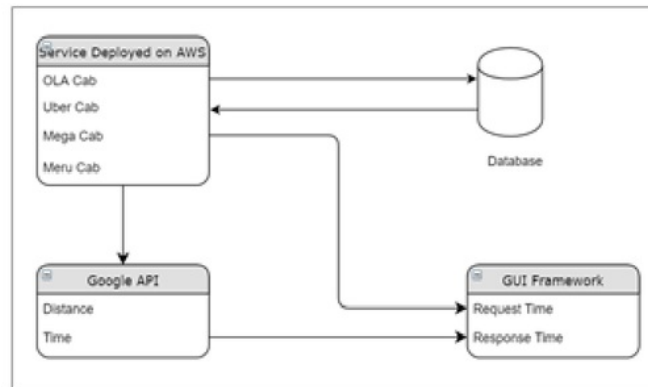 Service Deployed on AWS
OLA Cab
Uber Cab
Mega Cab
Meru Cab
Database
Google API
Distance
Time
GUI Framework
Request Time
Response Time